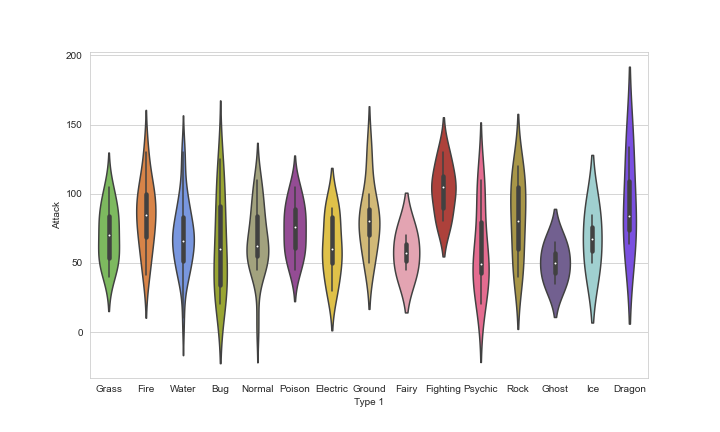 200
150
100
50
0
Attack
Grass Fire Water Bug Normal Poison Electric Ground Fairy Fighting Psychic Rock Ghost Ice Dragon
Type 1